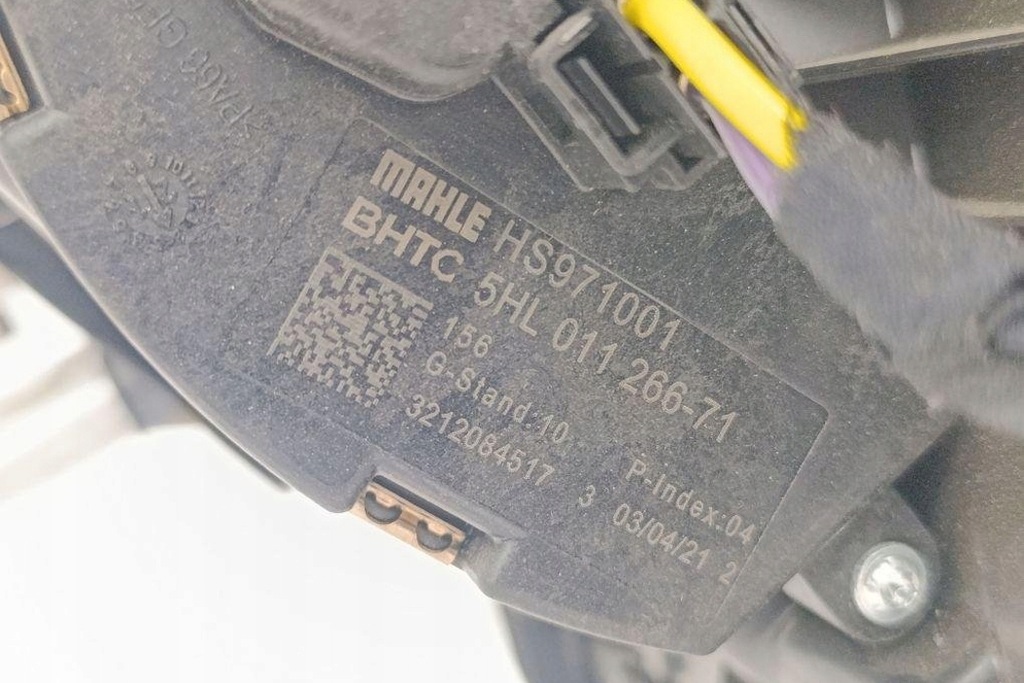 MAHLE HS971001
BHTC 5HL 011 266-71
156
G-Stand:10 P-Index:04
3212084517 3 03/04/21 2